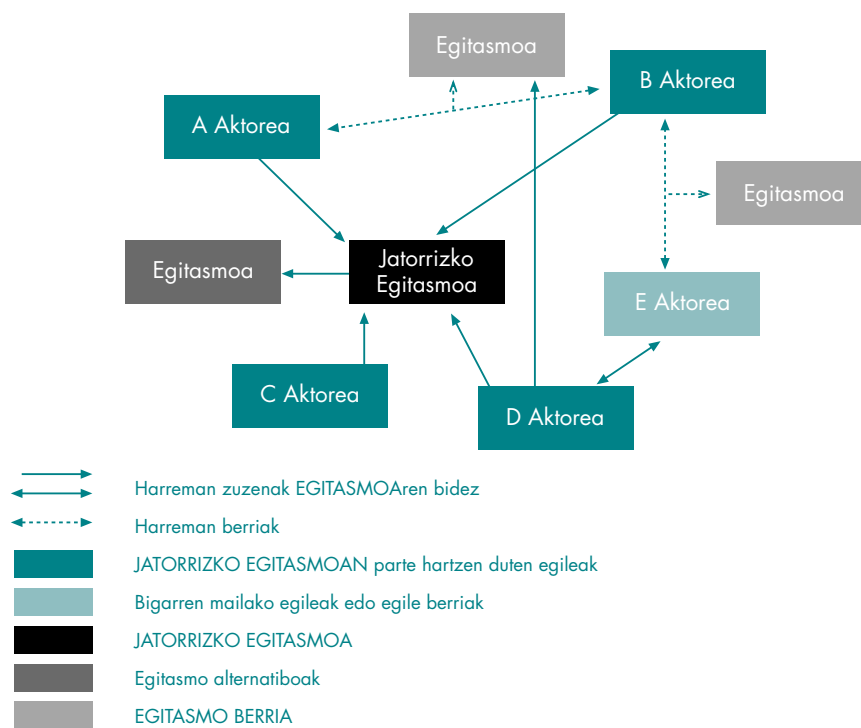 Egitasmoa
B Aktorea
A Aktorea
Egitasmoa
Egitasmoa
Jatorrizko
Egitasmoa
E Aktorea
C Aktorea
D Aktorea
Harreman zuzenak EGITASMOAren bidez
Harreman berriak
JATORRIZKO EGITASMOAN parte hartzen duten egileak
Bigarren mailako egileak edo egile berriak
JATORRIZKO EGITASMOA
Egitasmo alternatiboak
EGITASMO BERRIA